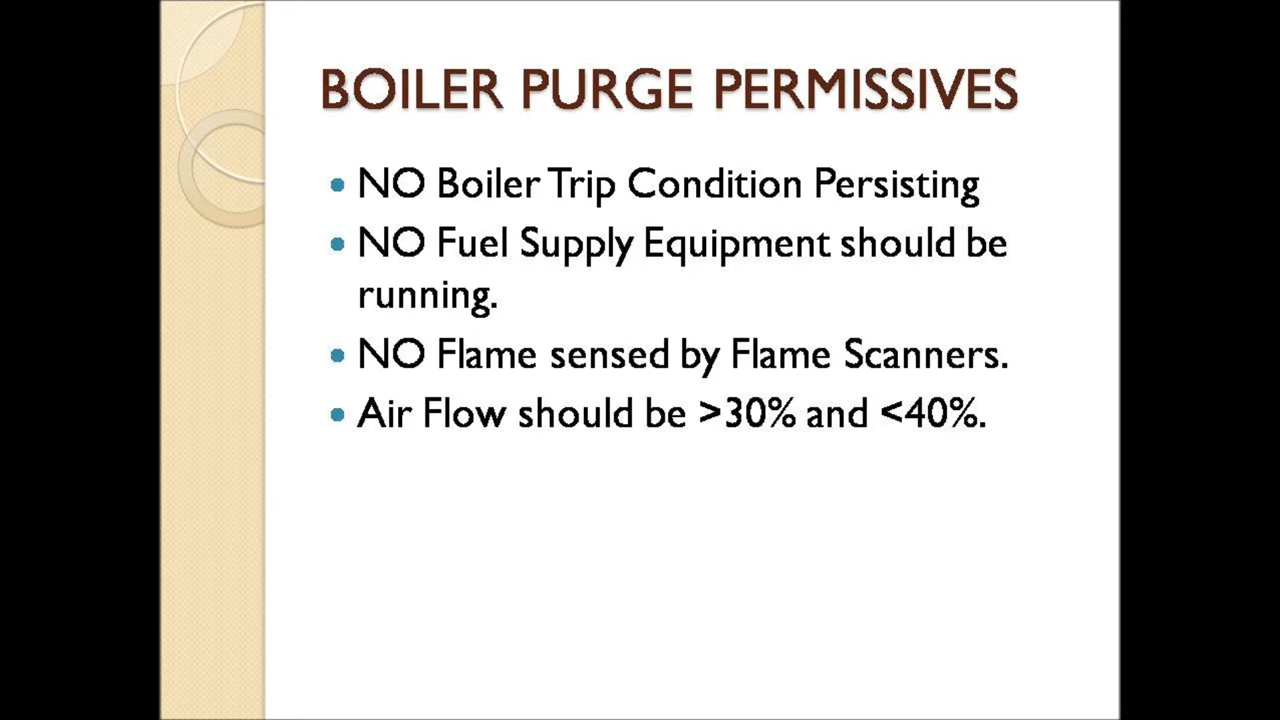 BOILER PURGE PERMISSIVES
• NO Boiler Trip Condition Persisting
• NO Fuel Supply Equipment should be
running.
• NO Flame sensed by Flame Scanners.
• Air Flow should be >30% and <40%.